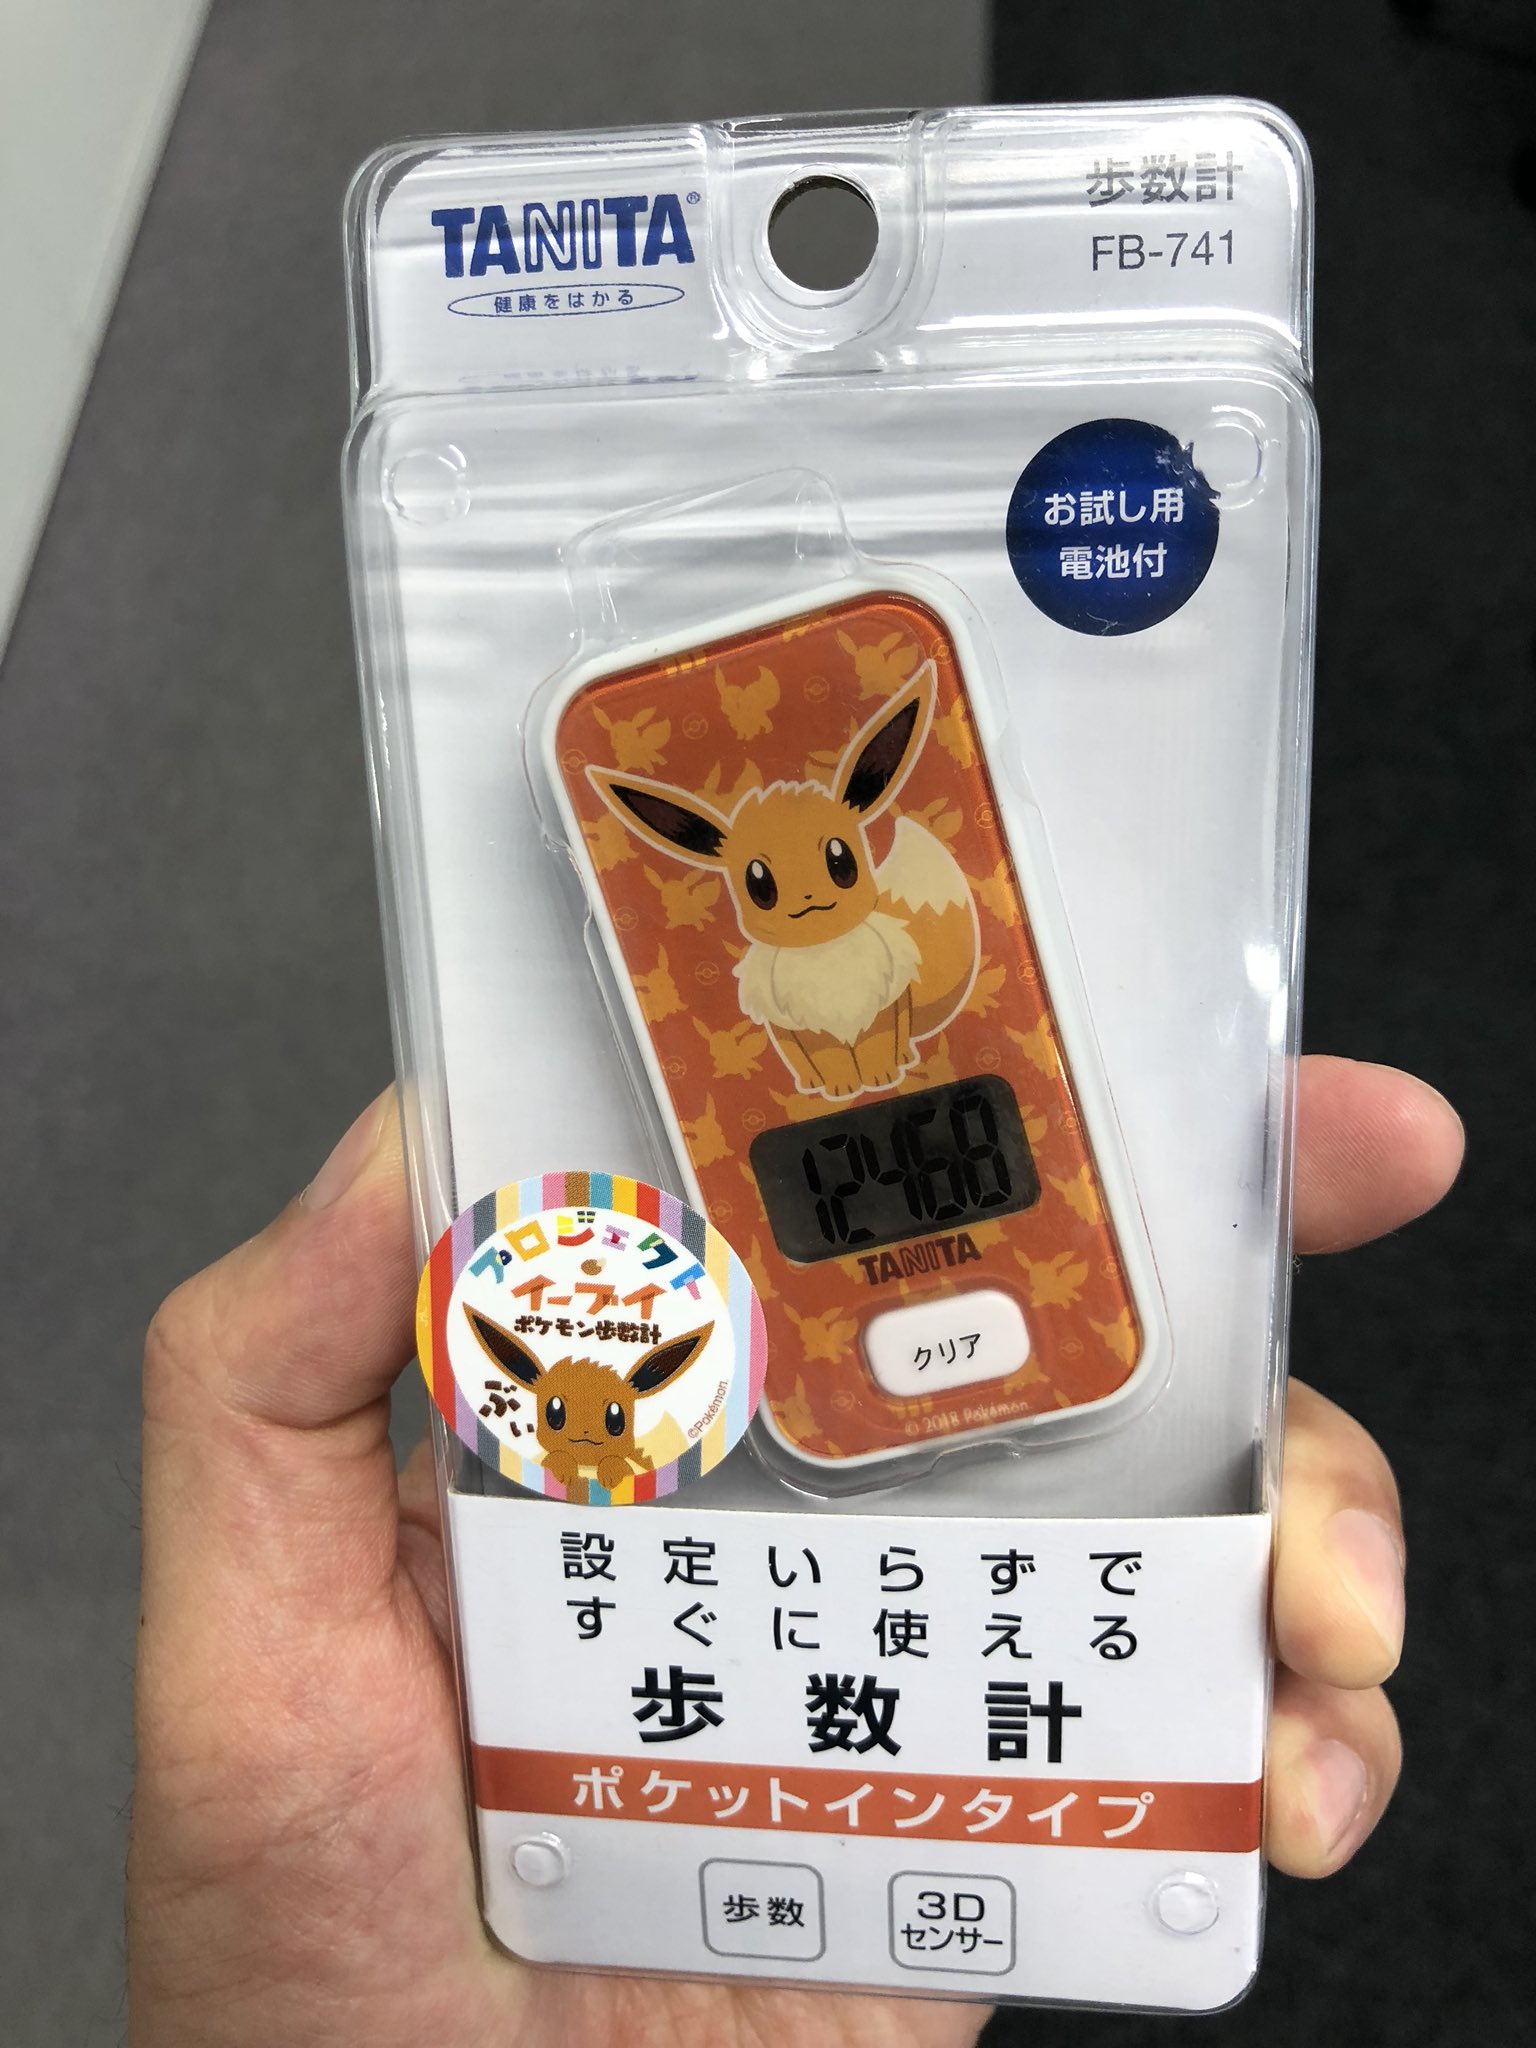 TANITA®
健康をはかる
歩数計
FB-741
お試し用
電池付
12468
TANITA
クリア
© 2018 Pokémon.
プロジェクト
イーブイ
ポケモン歩数計
ぶぃ
©Pokémon.
設定いらずで
すぐに使える
歩数計
ポケットインタイプ
歩数
3D
センサー